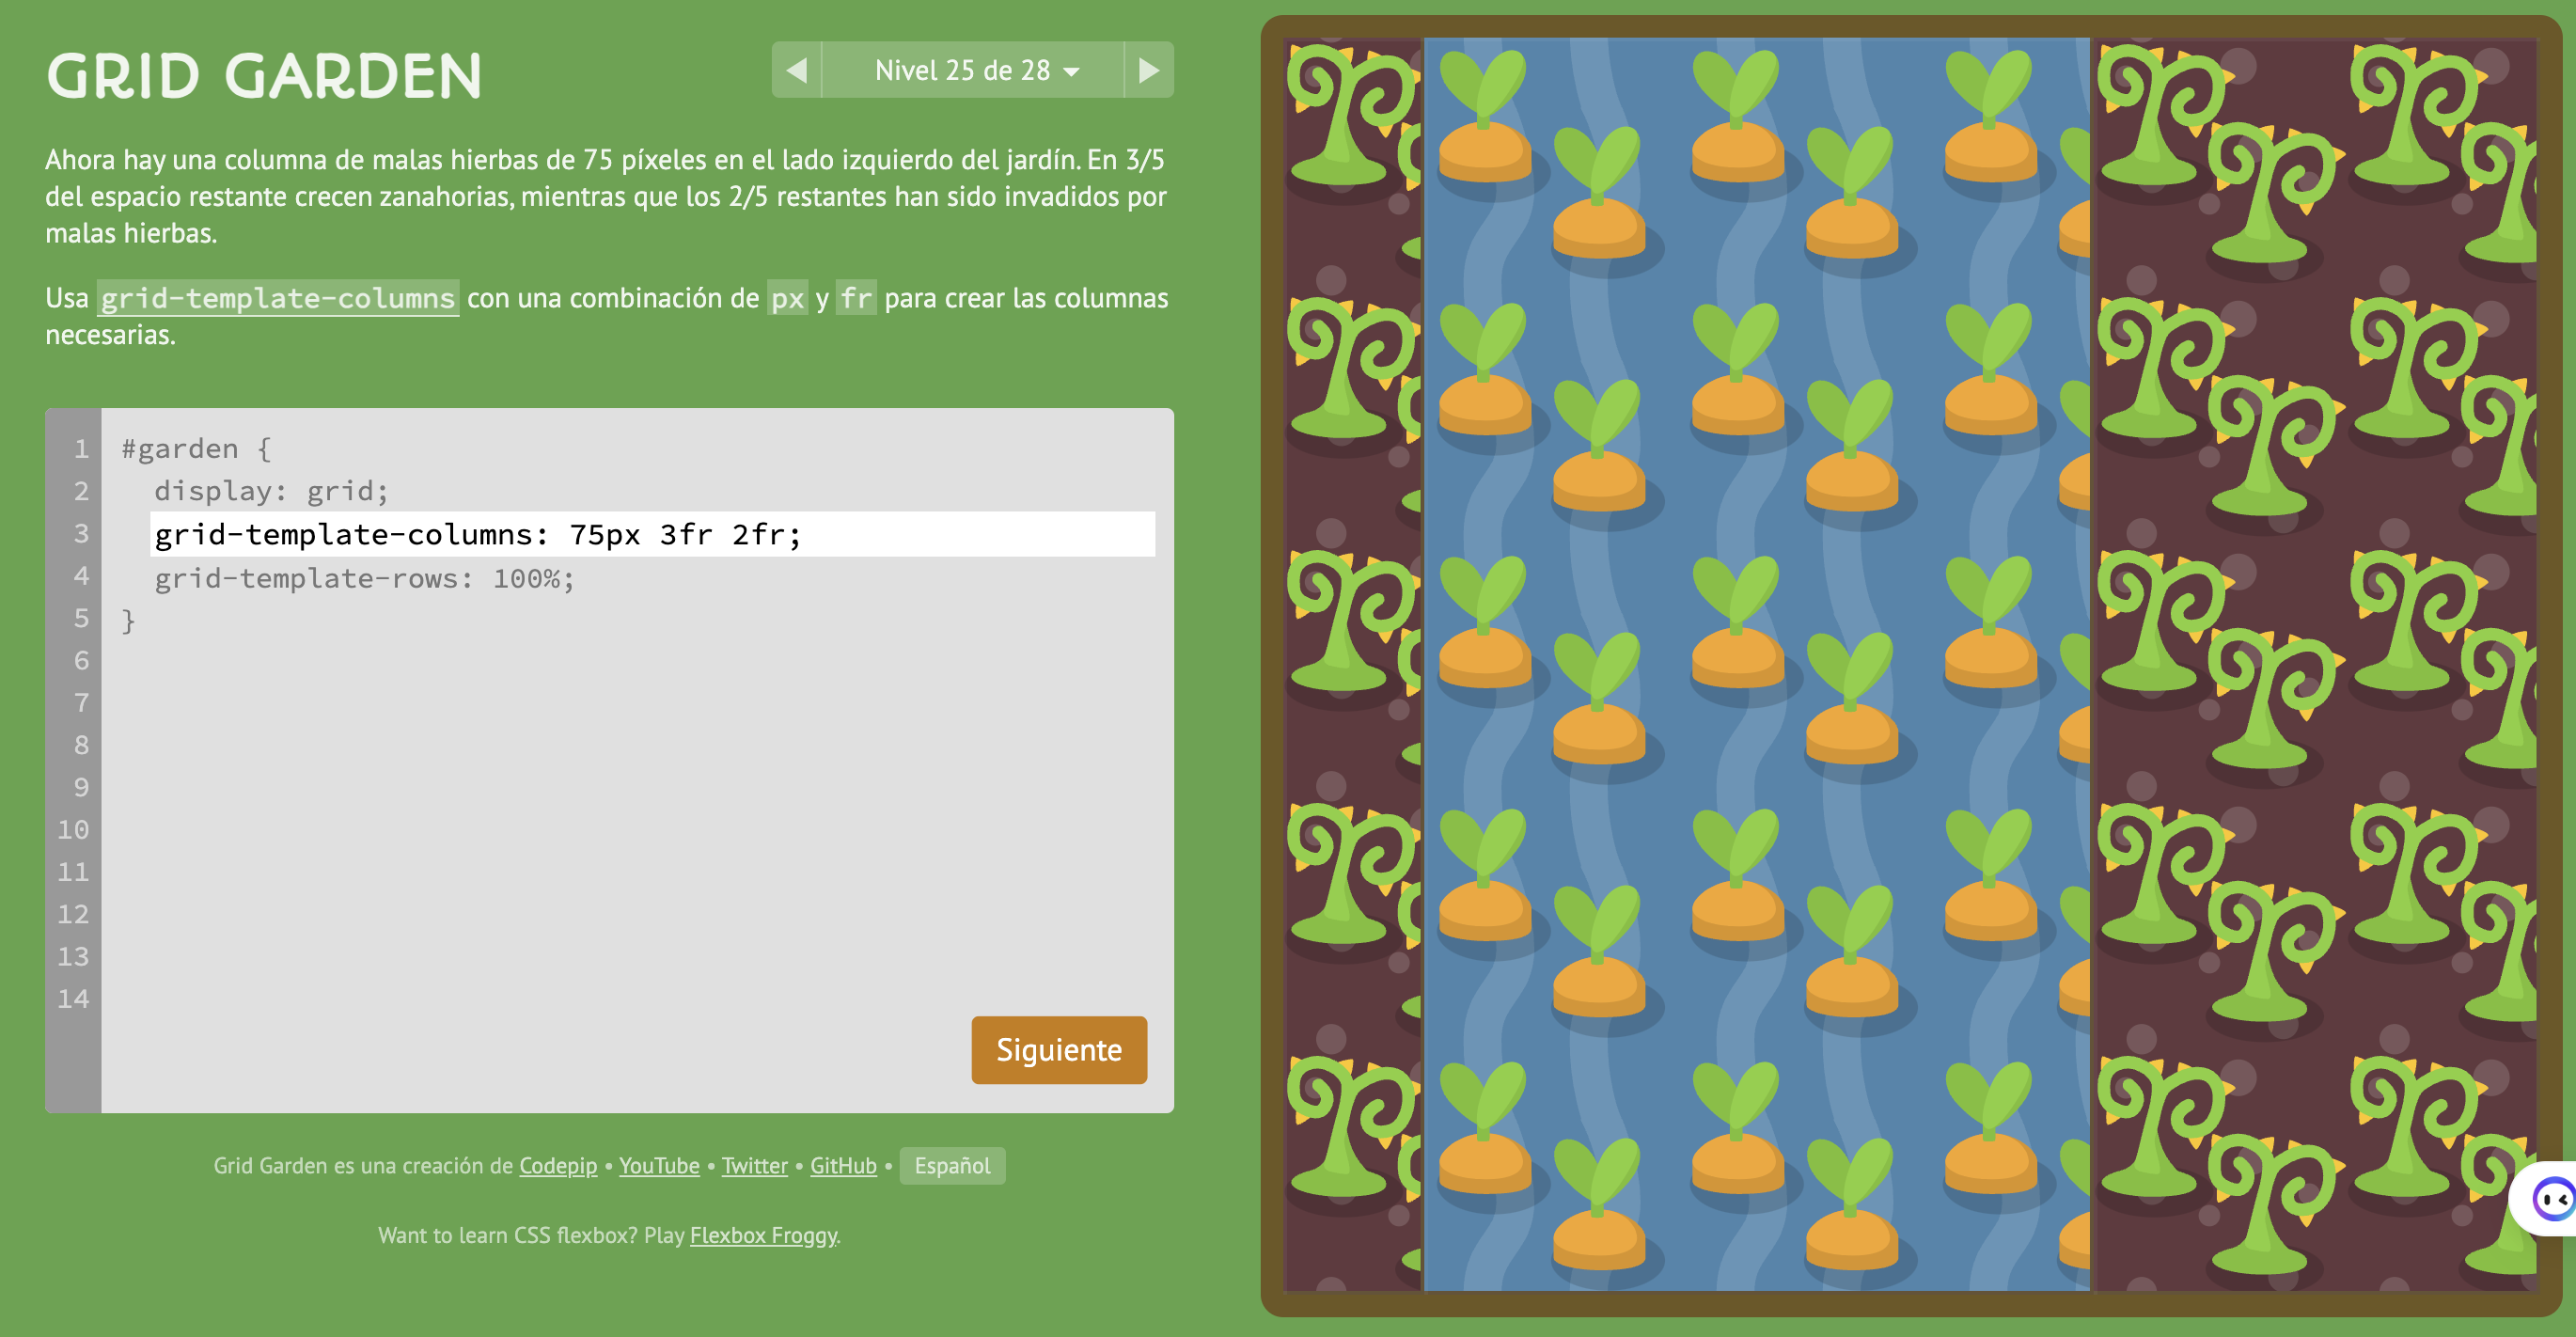 GRID GARDEN
Nivel 25 de 28
Ahora hay una columna de malas hierbas de 75 píxeles en el lado izquierdo del jardín. En 3/5
del espacio restante crecen zanahorias, mientras que los 2/5 restantes han sido invadidos por
malas hierbas.
Usa grid-template-columns con una combinación de px y fr para crear las columnas
necesarias.
1 #garden {
2 display: grid;
3 grid-template-columns: 75px 3fr 2fr;
4 grid-template-rows: 100%;
5 }
6
7
8
9
10
11
12
13
14
Siguiente
Grid Garden es una creación de Codepip • YouTube • Twitter • GitHub • Español
Want to learn CSS flexbox? Play Flexbox Froggy.